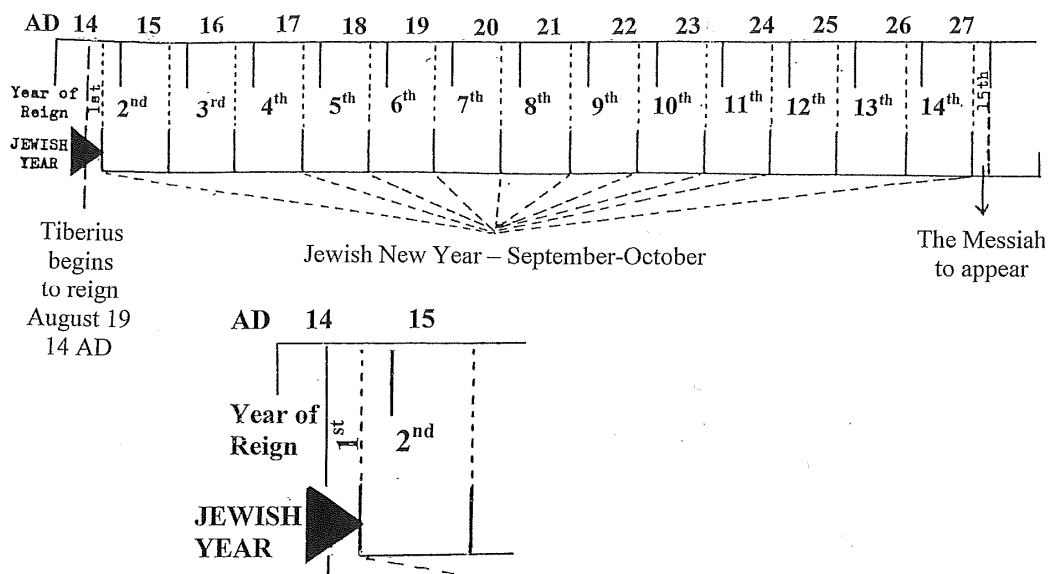 AD 14 15 16 17 18 19 20 21 22 23 24 25 26 27
Year of
Reign
1st 2nd 3rd 4th 5th 6th 7th 8th 9th 10th 11th 12th 13th 14th. 15th
JEWISH
YEAR
Tiberius
begins
to reign
August 19
14 AD
Jewish New Year – September-October
The Messiah
to appear
AD 14 15
Year of
Reign
1st 2nd
JEWISH
YEAR